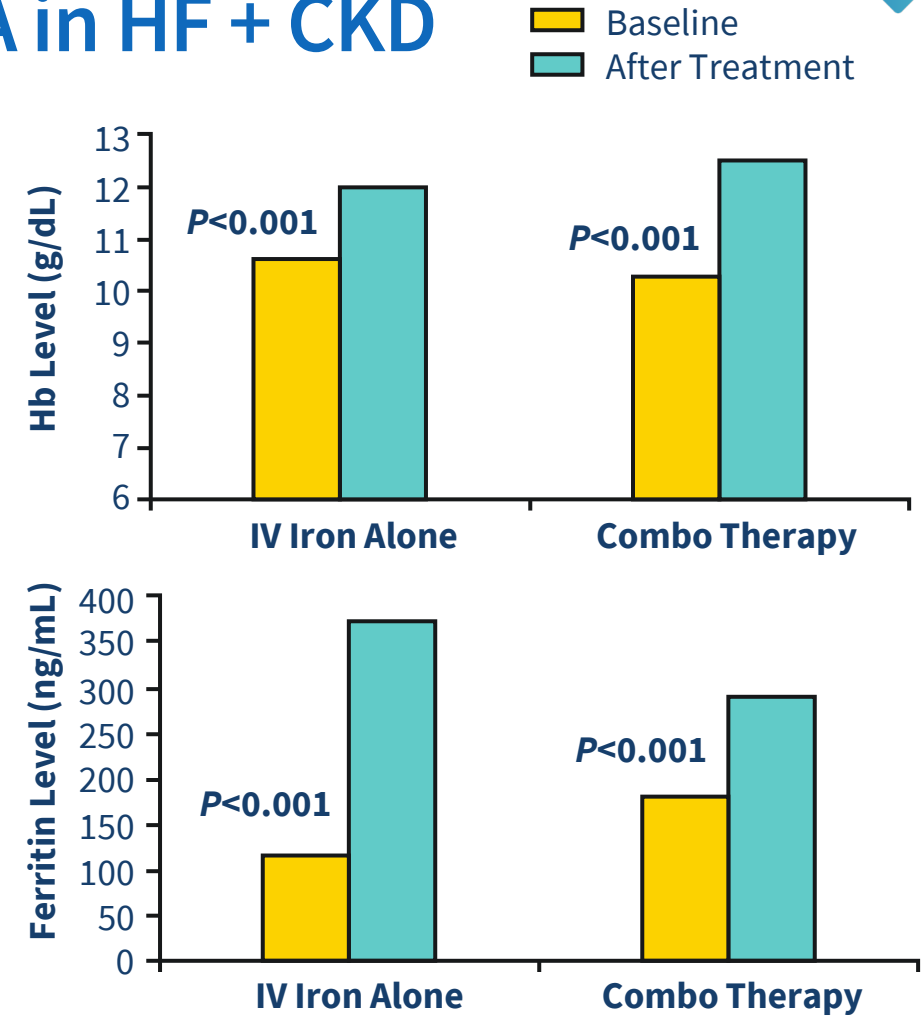 A in HF + CKD
Baseline
After Treatment
Hb Level (g/dL)
13
12
11
10
9
8
7
6
P<0.001
P<0.001
IV Iron Alone
Combo Therapy
Ferritin Level (ng/mL)
400
350
300
250
200
150
100
50
0
P<0.001
P<0.001
IV Iron Alone
Combo Therapy